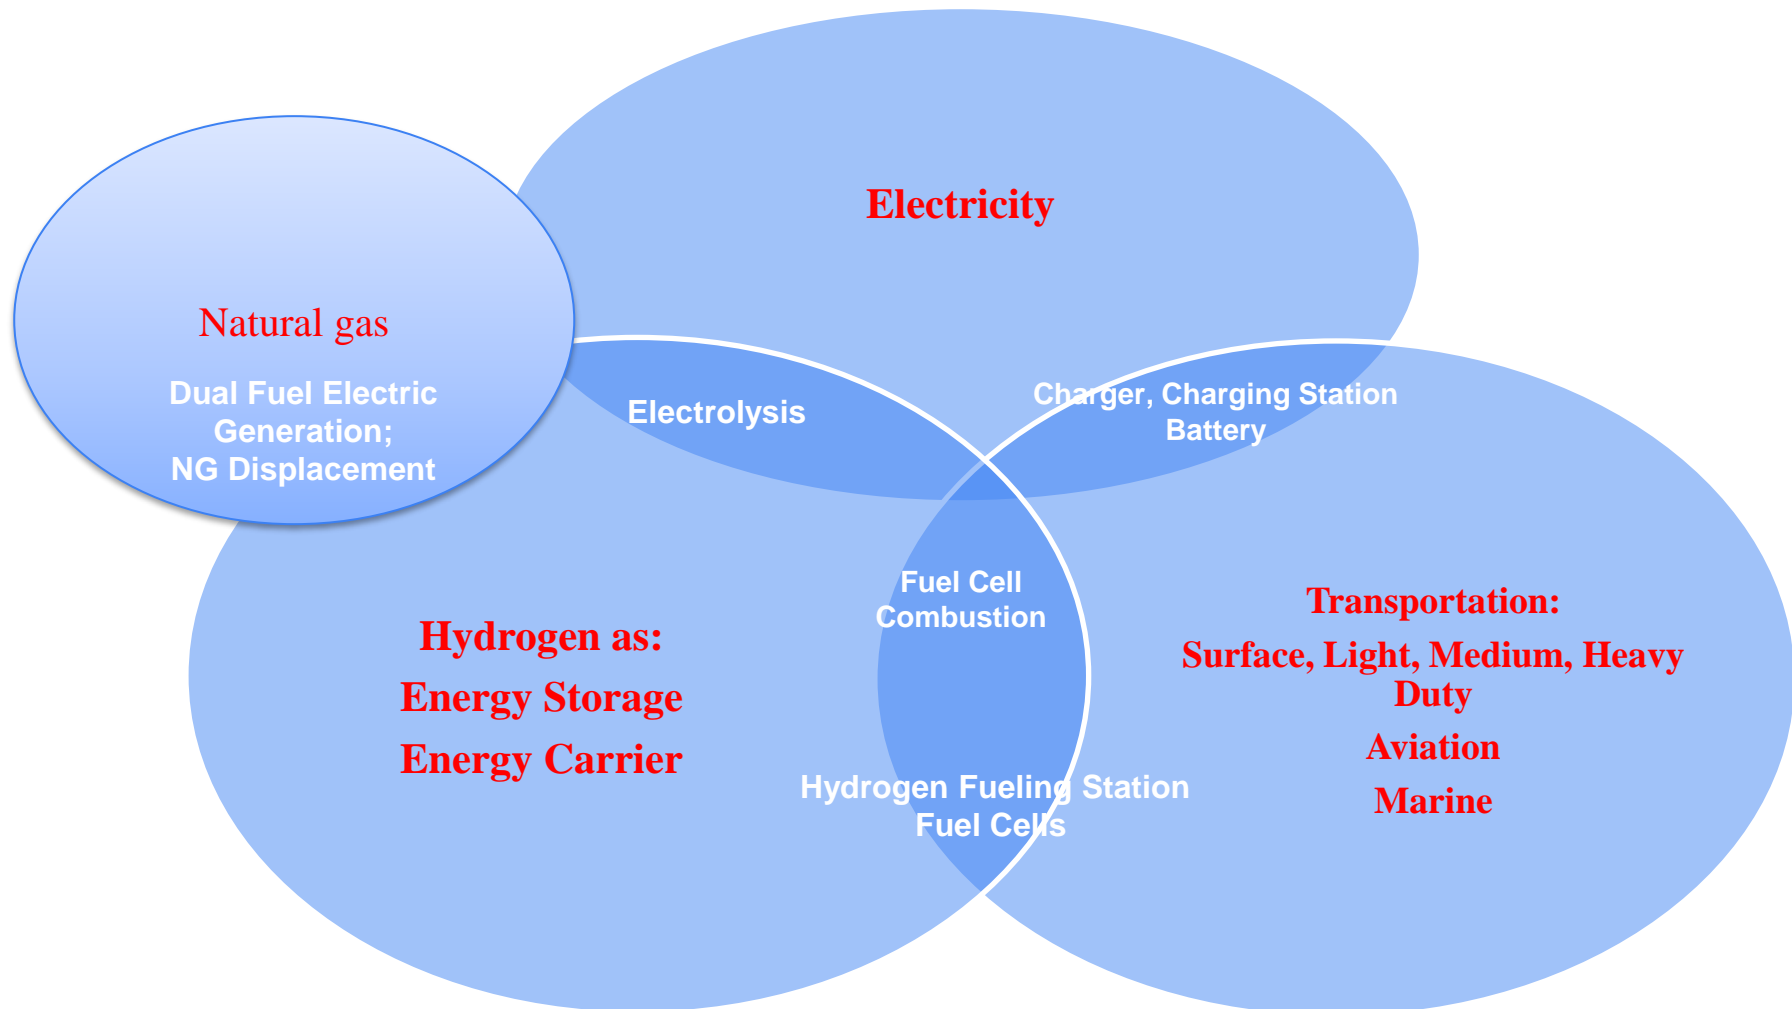 Electricity
Natural gas
Dual Fuel Electric
Generation;
NG Displacement
Electrolysis
Charger, Charging Station
Battery
Fuel Cell
Combustion
Hydrogen as:
Energy Storage
Energy Carrier
Transportation:
Surface, Light, Medium, Heavy
Duty
Aviation
Marine
Hydrogen Fueling Station
Fuel Cells